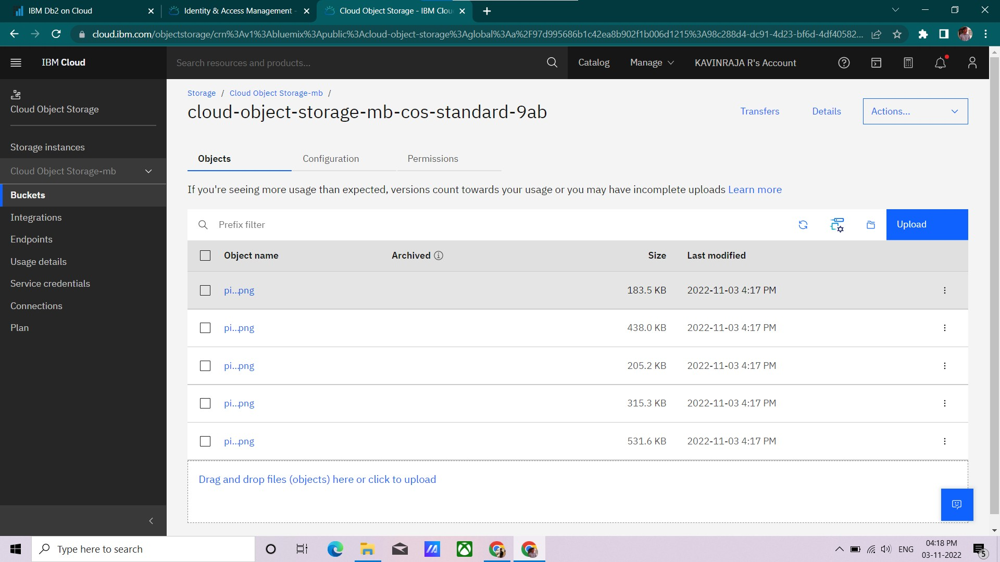 IBM Db2 on Cloud
Identity & Access Management -
Cloud Object Storage - IBM Clou
cloud.ibm.com/objectstorage/crn%3Av1%3Abluemix%3Apublic%3Acloud-object-storage%3Aglobal%3Aa%2F97d995686b1c42ea8b902f1b006d1215%3A98c288d4-dc91-4d23-bf6d-4df40582...
IBM Cloud
Search resources and products...
Catalog
Manage
KAVINRAJA R's Account
Cloud Object Storage
Storage instances
Cloud Object Storage-mb
Buckets
Integrations
Endpoints
Usage details
Service credentials
Connections
Plan
Storage / Cloud Object Storage-mb /
cloud-object-storage-mb-cos-standard-9ab
Transfers
Details
Actions...
Objects
Configuration
Permissions
If you're seeing more usage than expected, versions count towards your usage or you may have incomplete uploads Learn more
Prefix filter
Upload
Object name Archived Size Last modified
pi...png 183.5 KB 2022-11-03 4:17 PM
pi...png 438.0 KB 2022-11-03 4:17 PM
pi...png 205.2 KB 2022-11-03 4:17 PM
pi...png 315.3 KB 2022-11-03 4:17 PM
pi...png 531.6 KB 2022-11-03 4:17 PM
Drag and drop files (objects) here or click to upload
Type here to search
ENG
04:18 PM
03-11-2022
5